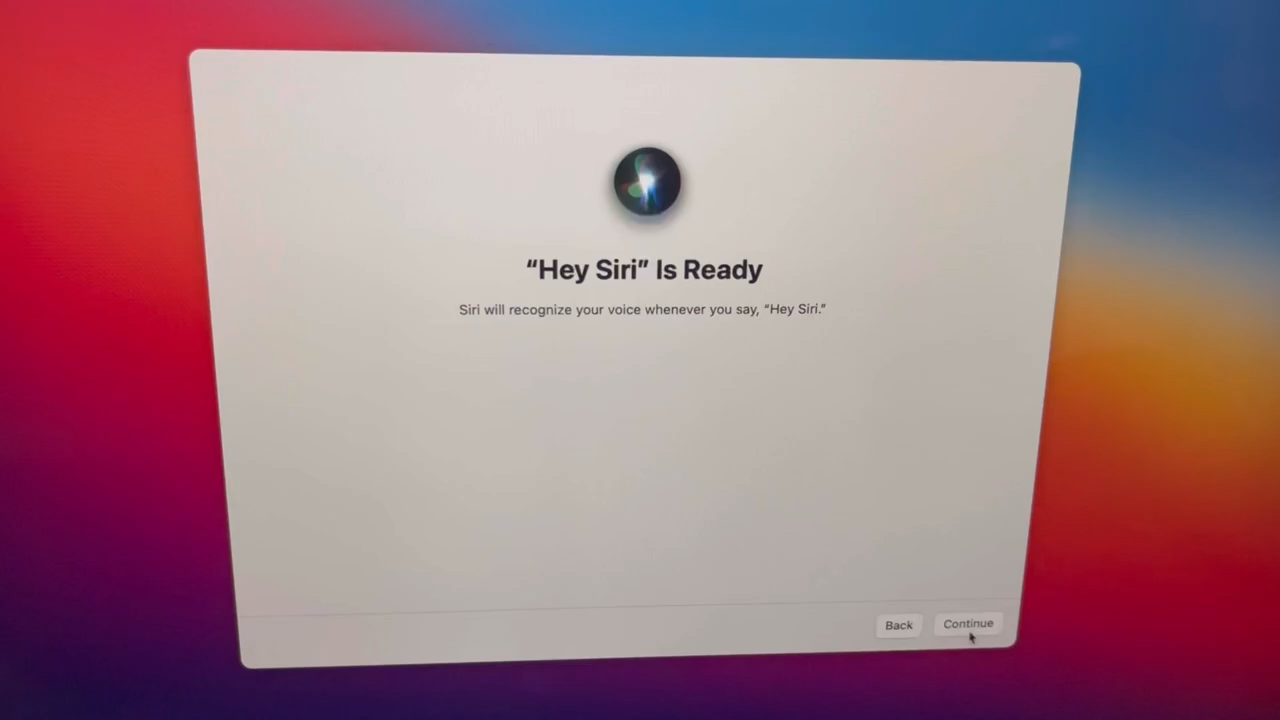 “Hey Siri” Is Ready
Siri will recognize your voice whenever you say, “Hey Siri.”
Back
Continue